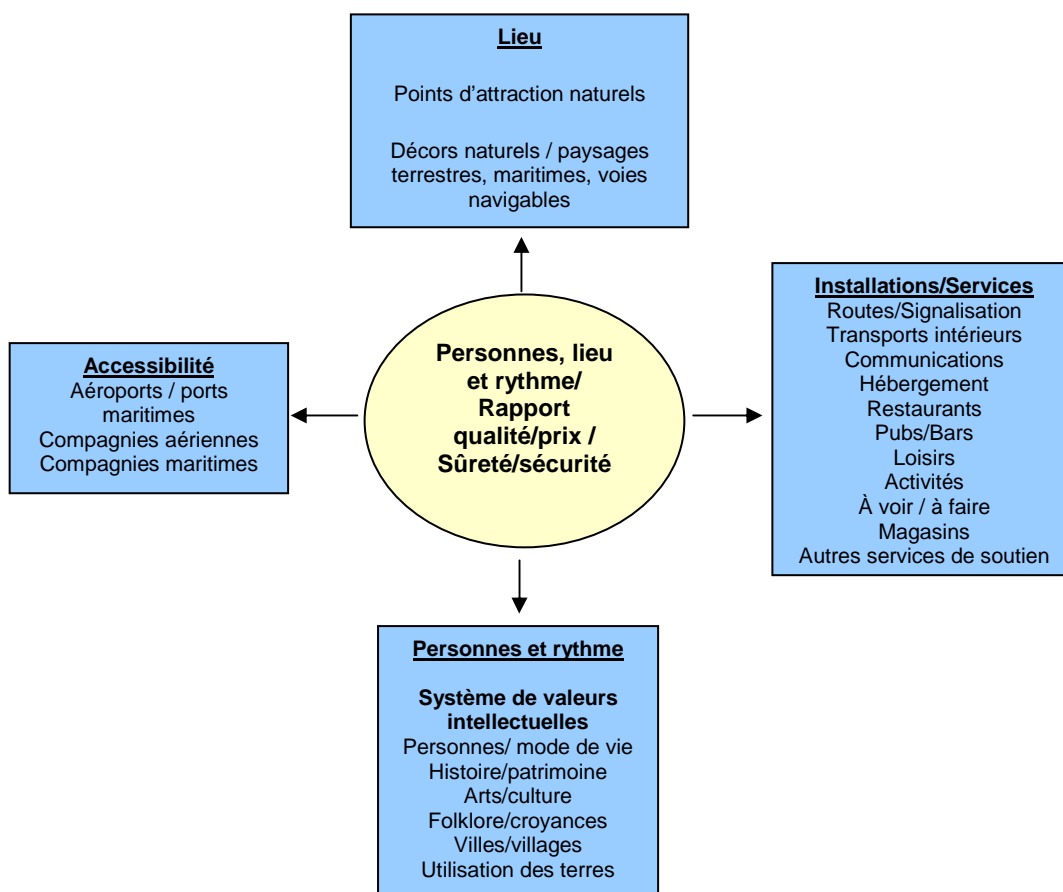 Lieu
Points d’attraction naturels
Décors naturels / paysages
terrestres, maritimes, voies
navigables
Accessibilité
Aéroports / ports
maritimes
Compagnies aériennes
Compagnies maritimes
Personnes, lieu
et rythme/
Rapport
qualité/prix /
Sûreté/sécurité
Installations/Services
Routes/Signalisation
Transports intérieurs
Communications
Hébergement
Restaurants
Pubs/Bars
Loisirs
Activités
À voir / à faire
Magasins
Autres services de soutien
Personnes et rythme
Système de valeurs
intellectuelles
Personnes/ mode de vie
Histoire/patrimoine
Arts/culture
Folklore/croyances
Villes/villages
Utilisation des terres